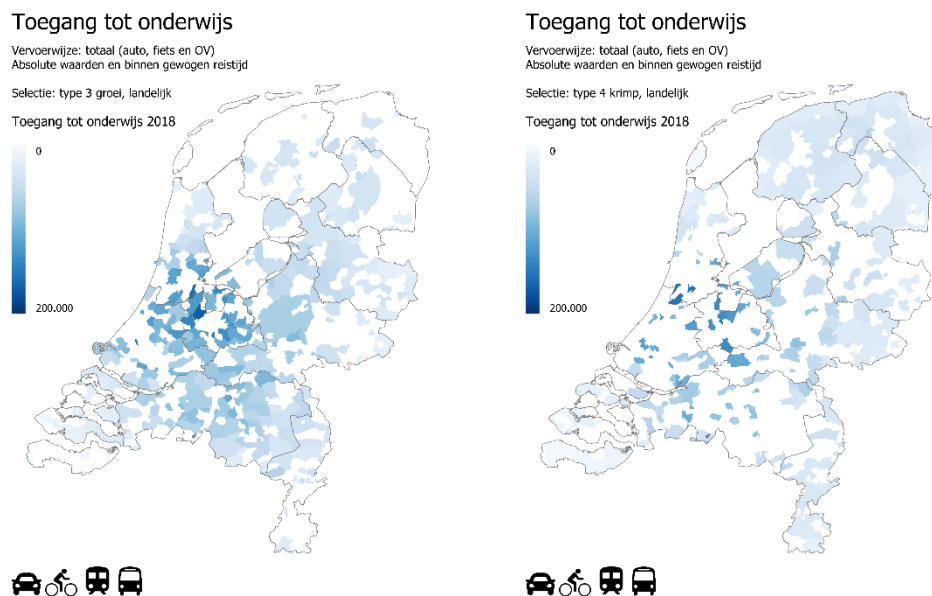 Toegang tot onderwijs
Vervoerwijze: totaal (auto, fiets en OV)
Absolute waarden en binnen gewogen reistijd
Selectie: type 3 groei, landelijk
Toegang tot onderwijs 2018
0
200.000
Toegang tot onderwijs
Vervoerwijze: totaal (auto, fiets en OV)
Absolute waarden en binnen gewogen reistijd
Selectie: type 4 krimp, landelijk
Toegang tot onderwijs 2018
0
200.000